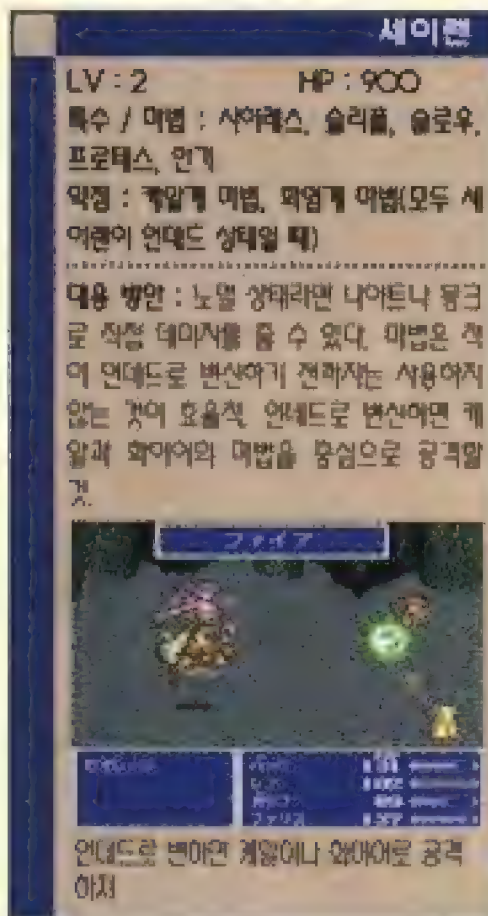 세이렌
LV : 2 HP : 900
특수 / 마법 : 사이레스, 슬리플, 슬로우,
프로테스, 안개
약점 : 케알계 마법, 화염계 마법(모두 세
이렌이 언데드 상태일 때)
대응 방안 : 노멀 상태라면 나이트나 몽크
로 직접 데미지를 줄 수 있다. 마법은 적
이 언데드로 변신하기 전까지는 사용하지
않는 것이 효율적. 언데드로 변신하면 케
알과 화이어의 마법을 중심으로 공격할
것.
ファイア
ファリス
언데드로 변하면 케알이나 화이어로 공격
하자